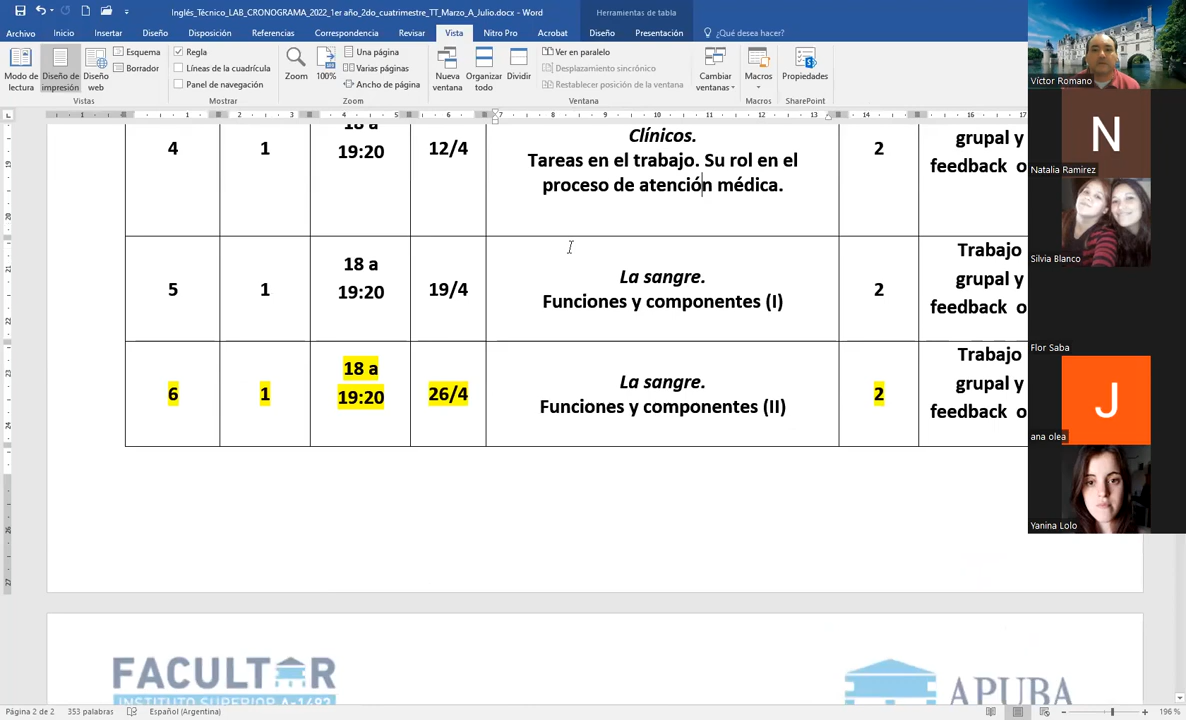 Inglés_Técnico_LAB_CRONOGRAMA_2022_1er año_2do_cuatrimestre_TT_Marzo_A_Julio.docx - Word
Herramientas de tabla
Archivo Inicio Insertar Diseño Disposición Referencias Correspondencia Revisar Vista Nitro Pro Acrobat Diseño Presentación ¿Qué desea hacer?
Modo de lectura
Diseño de impresión
Diseño web
Esquema
Borrador
Vistas
Regla
Líneas de la cuadrícula
Panel de navegación
Mostrar
Zoom
100%
Una página
Varias páginas
Ancho de página
Zoom
Nueva ventana
Organizar todo
Dividir
Ver en paralelo
Desplazamiento sincrónico
Restablecer posición de la ventana
Ventana
Cambiar ventanas
Macros
Macros
Propiedades
SharePoint
4
1
18 a
19:20
12/4
Clínicos.
Tareas en el trabajo. Su rol en el
proceso de atención médica.
2
grupal y
feedback o
5
1
18 a
19:20
19/4
La sangre.
Funciones y componentes (I)
2
Trabajo
grupal y
feedback o
6
1
18 a
19:20
26/4
La sangre.
Funciones y componentes (II)
2
Trabajo
grupal y
feedback o
FACULTAR
INSTITUTO SUPERIOR A-1483
APUBA
Víctor Romano
N
Natalia Ramirez
Silvia Blanco
Flor Saba
J
ana olea
Yanina Lolo
Página 2 de 2 353 palabras Español (Argentina)
196 %